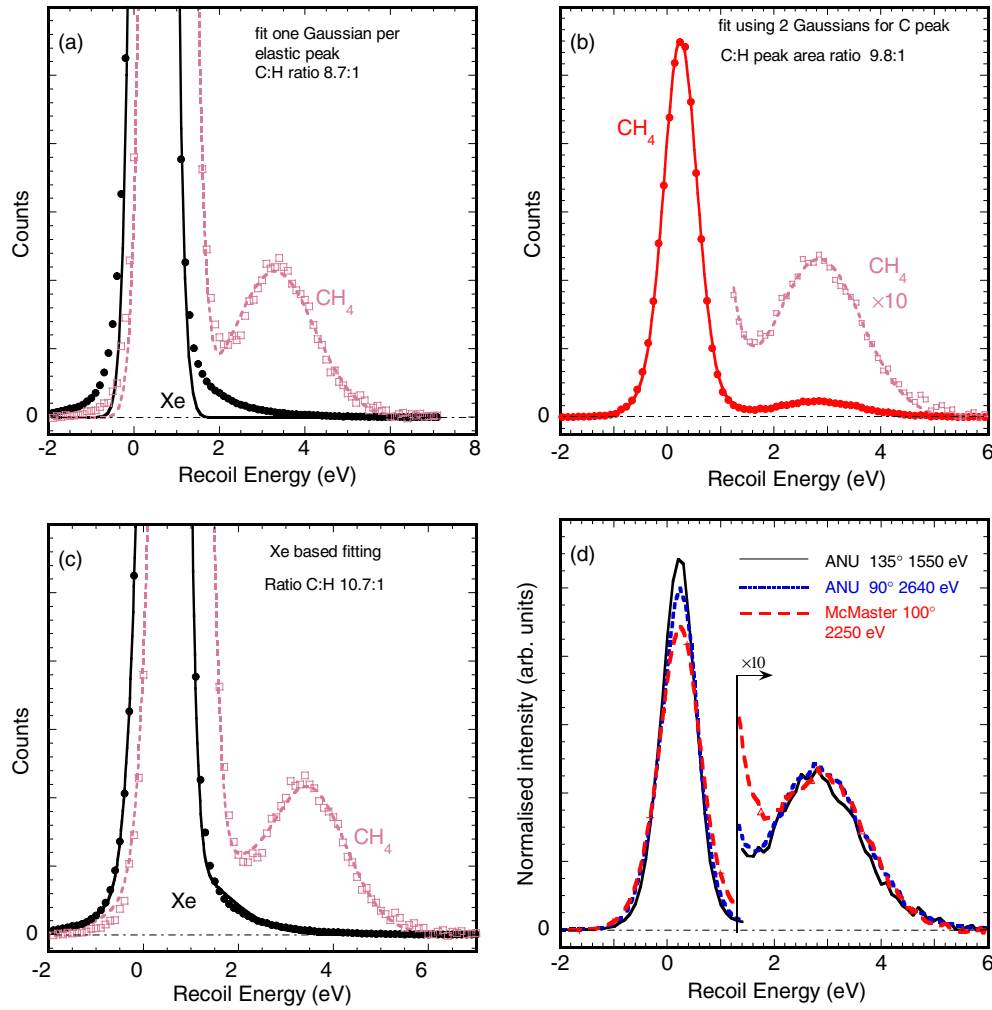 (a)
fit one Gaussian per
elastic peak
C:H ratio 8.7:1
CH₄
Xe
0
-2 0 2 4 6 8
Recoil Energy (eV)
Counts
(b)
fit using 2 Gaussians for C peak
C:H peak area ratio 9.8:1
CH₄
CH₄
×10
0
-2 0 2 4 6
Recoil Energy (eV)
Counts
(c)
Xe based fitting
Ratio C:H 10.7:1
CH₄
Xe
0
-2 0 2 4 6
Recoil Energy (eV)
Counts
(d)
ANU 135° 1550 eV
ANU 90° 2640 eV
McMaster 100°
2250 eV
×10
0
-2 0 2 4 6
Recoil Energy (eV)
Normalised intensity (arb. units)